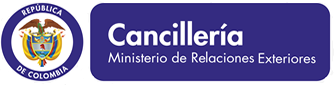 REPÚBLICA
DE COLOMBIA
Cancillería
Ministerio de Relaciones Exteriores